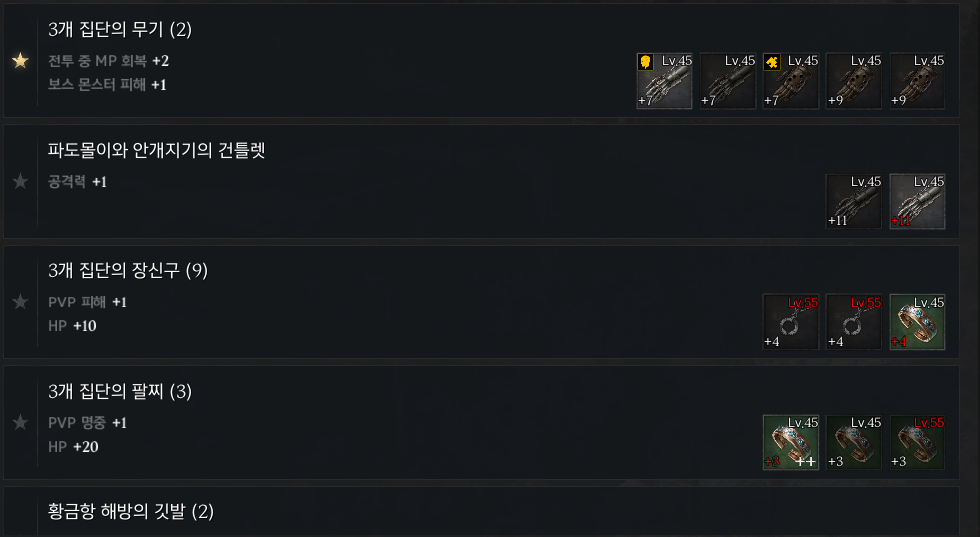 3개 집단의 무기 (2)
전투 중 MP 회복 +2
보스 몬스터 피해 +1
Lv.45 Lv.45 Lv.45 Lv.45 Lv.45
+7 +7 +7 +9 +9
파도몰이와 안개지기의 건틀렛
공격력 +1
Lv.45 Lv.45
+11 +11
3개 집단의 장신구 (9)
PVP 피해 +1
HP +10
Lv.55 Lv.55 Lv.45
+4 +4 +4
3개 집단의 팔찌 (3)
PVP 명중 +1
HP +20
Lv.45 Lv.45 Lv.55
+3 ++ +3 +3
황금항 해방의 깃발 (2)